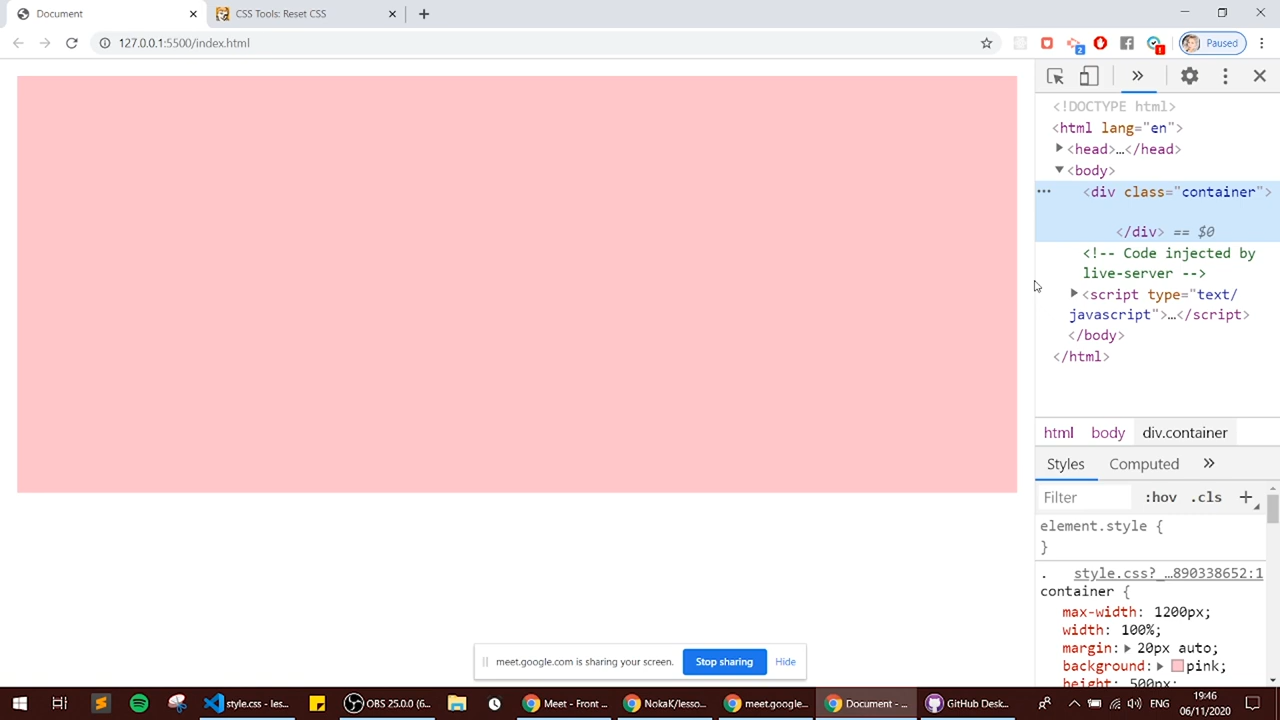 Document
CSS Tools: Reset CSS
127.0.0.1:5500/index.html
2
Paused
<!DOCTYPE html>
<html lang="en">
<head>…</head>
<body>
<div class="container">
</div> == $0
<!-- Code injected by
live-server -->
<script type="text/
javascript">…</script>
</body>
</html>
html body div.container
Styles Computed
Filter :hov .cls
element.style {
}
. style.css?_…890338652:1
container {
max-width: 1200px;
width: 100%;
margin: 20px auto;
background: pink;
height: 500px;
meet.google.com is sharing your screen. Stop sharing Hide
style.css - les...
OBS 25.0.0 (6...
Meet - Front ...
NokaK/lesso...
meet.google...
Document - ...
GitHub Desk...
ENG
19:46
06/11/2020